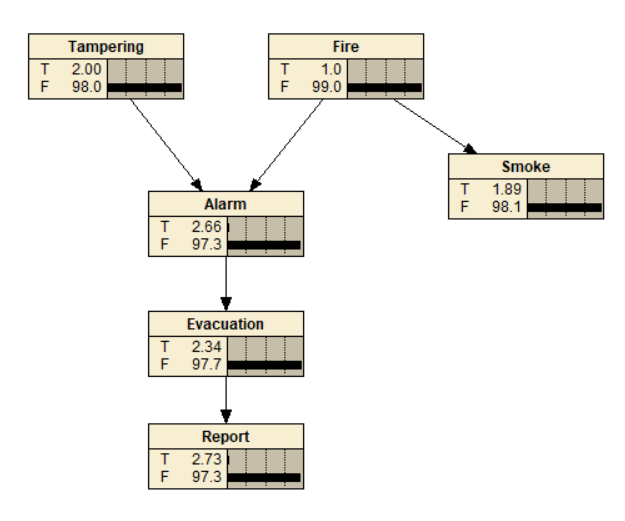 Tampering
T 2.00
F 98.0
Fire
T 1.0
F 99.0
Smoke
T 1.89
F 98.1
Alarm
T 2.66
F 97.3
Evacuation
T 2.34
F 97.7
Report
T 2.73
F 97.3